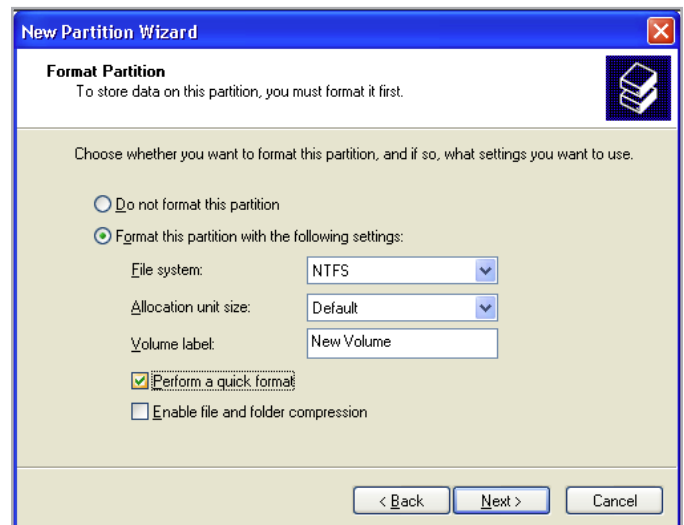 New Partition Wizard
Format Partition
To store data on this partition, you must format it first.
Choose whether you want to format this partition, and if so, what settings you want to use.
Do not format this partition
Format this partition with the following settings:
File system: NTFS
Allocation unit size: Default
Volume label: New Volume
Perform a quick format
Enable file and folder compression
< Back Next > Cancel